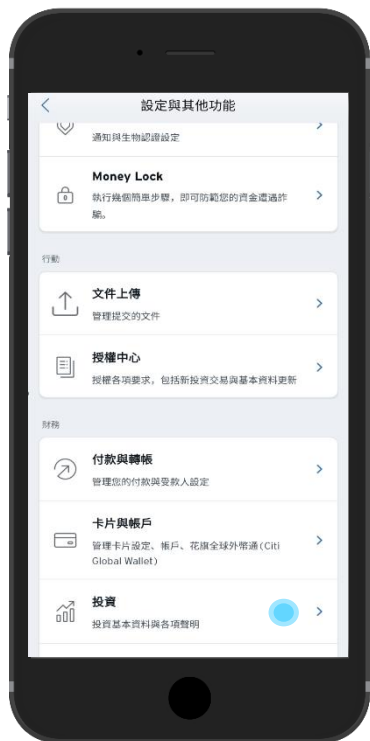 設定與其他功能
通知與生物認證設定
Money Lock
執行幾個簡單步驟，即可防範您的資金遭遇詐
騙。
行動
文件上傳
管理提交的文件
授權中心
授權各項要求，包括新投資交易與基本資料更新
財務
付款與轉帳
管理您的付款與受款人設定
卡片與帳戶
管理卡片設定、帳戶、花旗全球外幣通(Citi
Global Wallet)
投資
投資基本資料與各項聲明